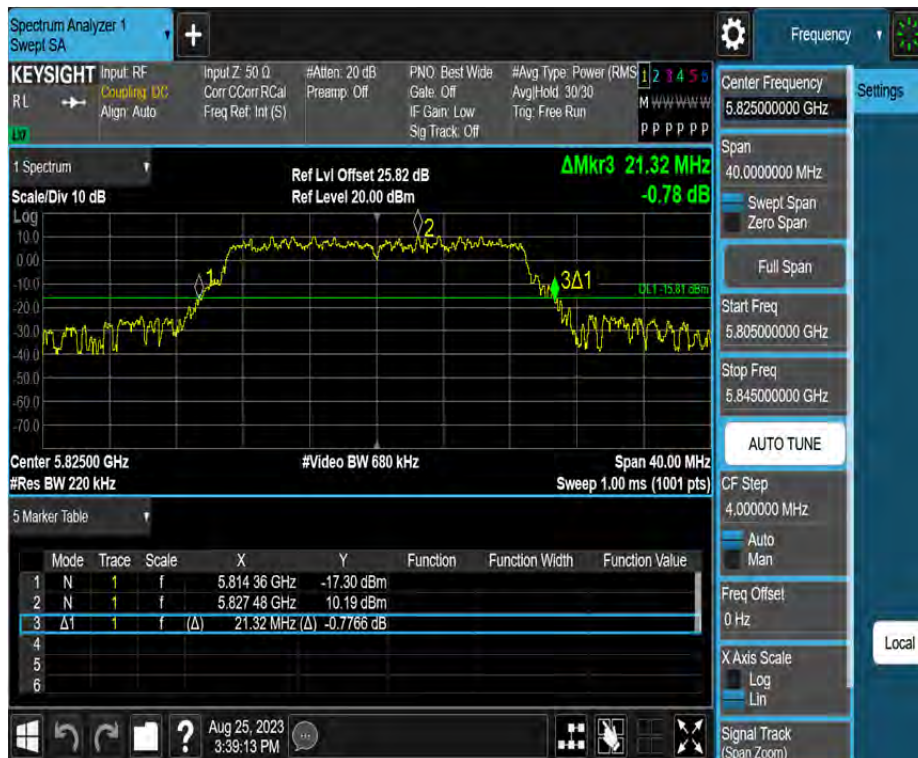 Spectrum Analyzer 1
Swept SA
+
Frequency
KEYSIGHT
RL
LXI
Input: RF
Coupling: DC
Align: Auto
Input Z: 50 Ω
Corr CCorr RCal
Freq Ref: Int (S)
#Atten: 20 dB
Preamp: Off
PNO: Best Wide
Gate: Off
IF Gain: Low
Sig Track: Off
#Avg Type: Power (RMS
Avg|Hold: 30/30
Trig: Free Run
1 2 3 4 5 6
M W W W W W
P P P P P P
1 Spectrum
Scale/Div 10 dB
Ref Lvl Offset 25.82 dB
Ref Level 20.00 dBm
ΔMkr3 21.32 MHz
-0.78 dB
Log
10.0
0.00
-10.0
-20.0
-30.0
-40.0
-50.0
-60.0
-70.0
1
2
3Δ1
DL1 -15.81 dBm
Center 5.82500 GHz
#Video BW 680 kHz
Span 40.00 MHz
#Res BW 220 kHz
Sweep 1.00 ms (1001 pts)
5 Marker Table
Mode Trace Scale X Y Function Function Width Function Value
1 N 1 f 5.814 36 GHz -17.30 dBm
2 N 1 f 5.827 48 GHz 10.19 dBm
3 Δ1 1 f (Δ) 21.32 MHz (Δ) -0.7766 dB
4
5
6
?
Aug 25, 2023
3:39:13 PM
Center Frequency
5.825000000 GHz
Settings
Span
40.0000000 MHz
Swept Span
Zero Span
Full Span
Start Freq
5.805000000 GHz
Stop Freq
5.845000000 GHz
AUTO TUNE
CF Step
4.000000 MHz
Auto
Man
Freq Offset
0 Hz
Local
X Axis Scale
Log
Lin
Signal Track
(Span Zoom)